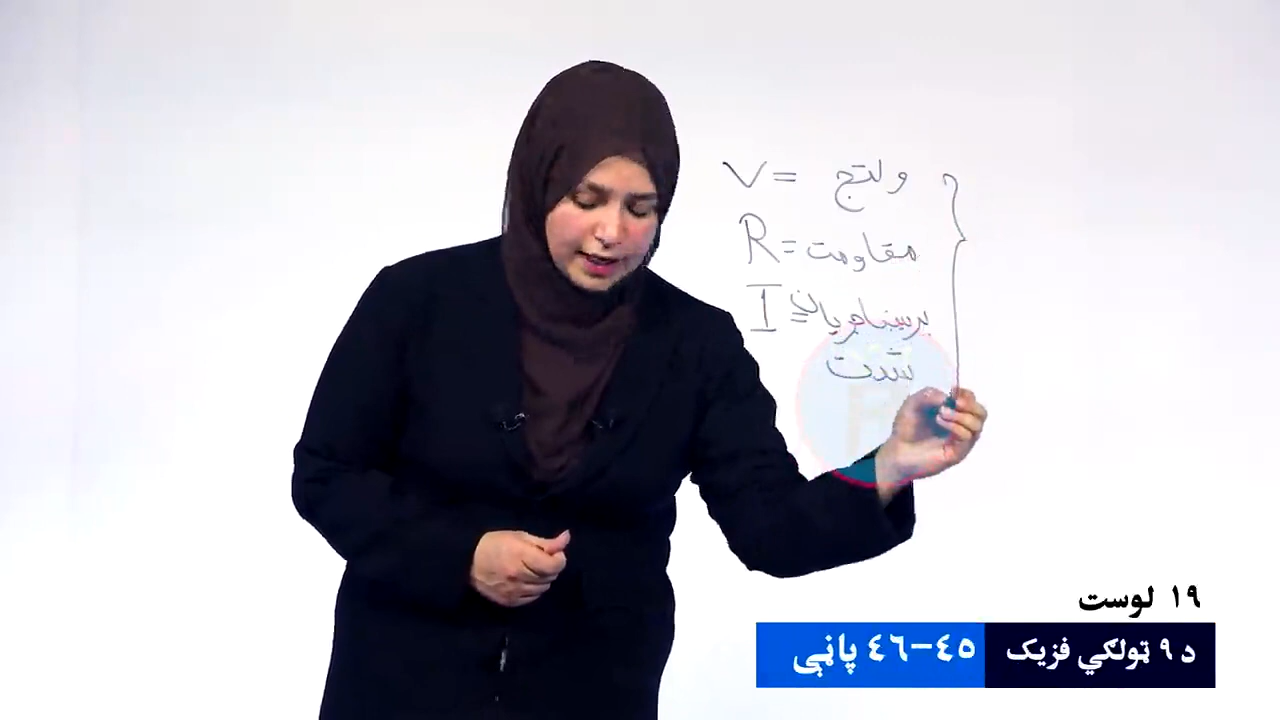 V = ولتج
R = مقاومت
I = برېښنا جریان
شدت
۱۹ لوست
د ۹ ټولګي فزیک
۴۵-۴۶ پاڼې